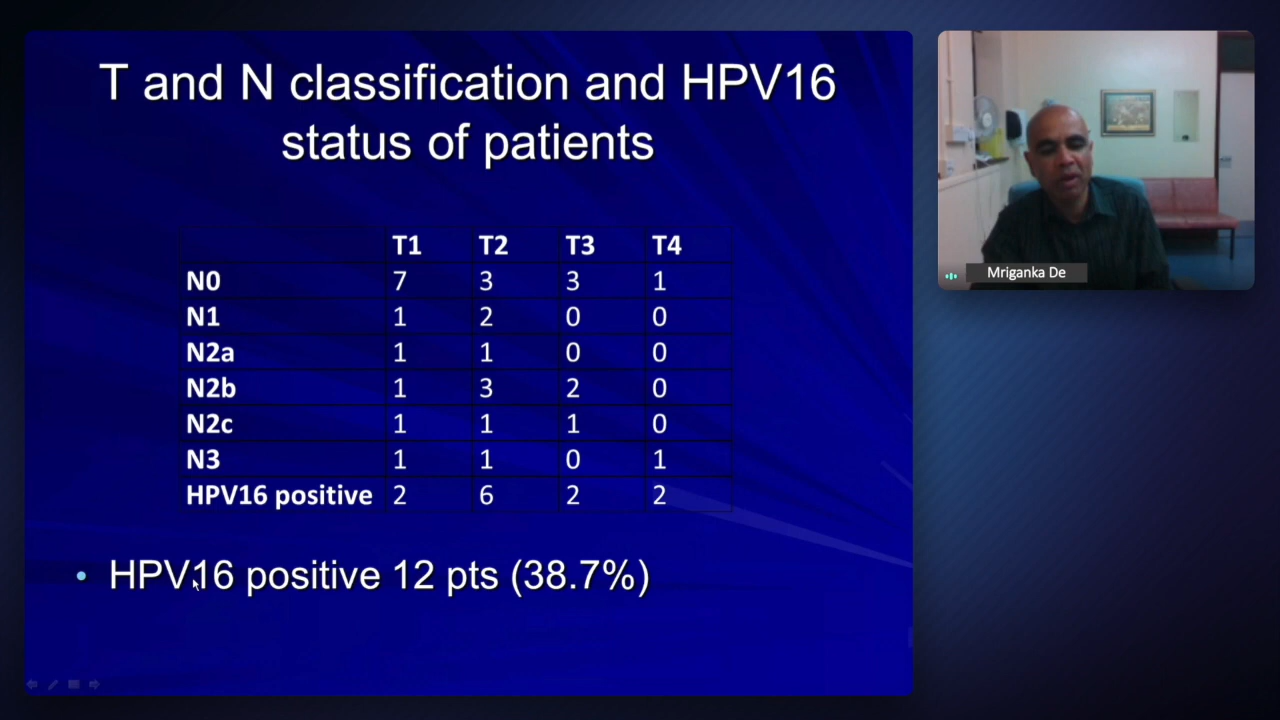 T and N classification and HPV16
status of patients
T1 T2 T3 T4
N0 7 3 3 1
N1 1 2 0 0
N2a 1 1 0 0
N2b 1 3 2 0
N2c 1 1 1 0
N3 1 1 0 1
HPV16 positive 2 6 2 2
• HPV16 positive 12 pts (38.7%)
Mriganka De